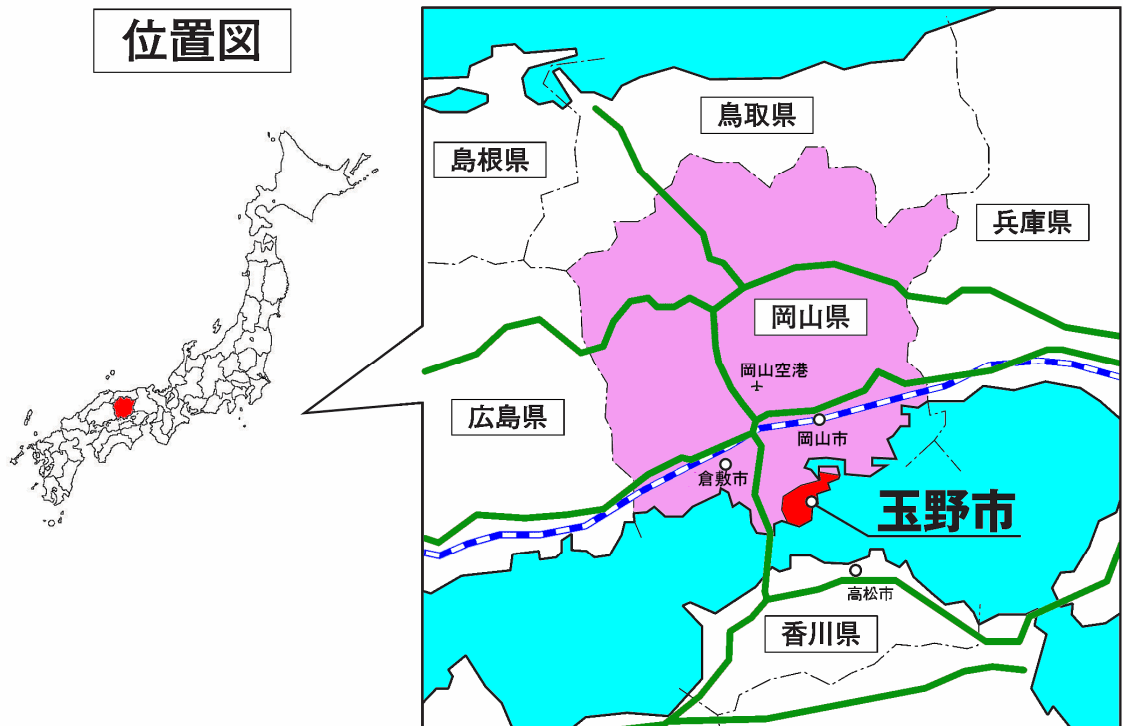 位置図
鳥取県
島根県
兵庫県
岡山県
岡山空港
広島県
岡山市
倉敷市
玉野市
高松市
香川県